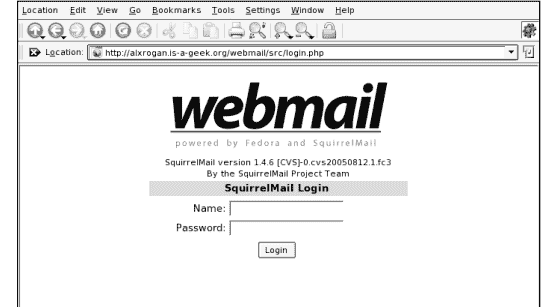 Location Edit View Go Bookmarks Tools Settings Window Help
Location: http://alxrogan.is-a-geek.org/webmail/src/login.php
webmail
powered by Fedora and SquirrelMail
SquirrelMail version 1.4.6 [CVS]-0.cvs20050812.1.fc3
By the SquirrelMail Project Team
SquirrelMail Login
Name:
Password:
Login